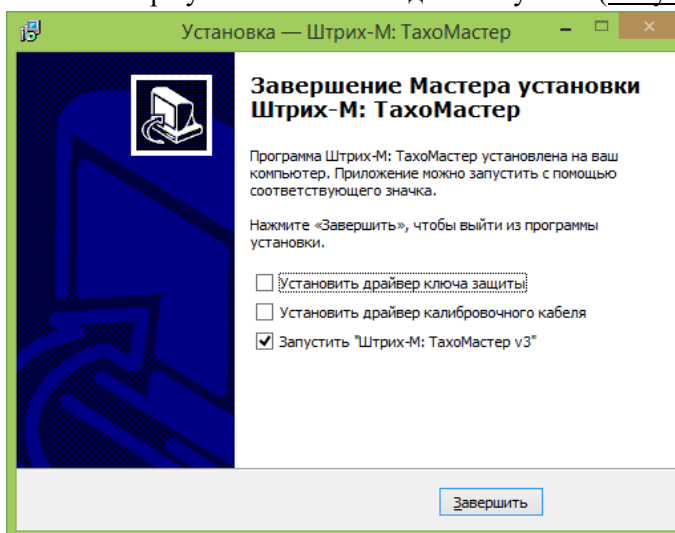 Установка — Штрих-М: ТахоМастер
Завершение Мастера установки
Штрих-М: ТахоМастер
Программа Штрих-М: ТахоМастер установлена на ваш
компьютер. Приложение можно запустить с помощью
соответствующего значка.
Нажмите «Завершить», чтобы выйти из программы
установки.
Установить драйвер ключа защиты
Установить драйвер калибровочного кабеля
Запустить "Штрих-М: ТахоМастер v3"
Завершить